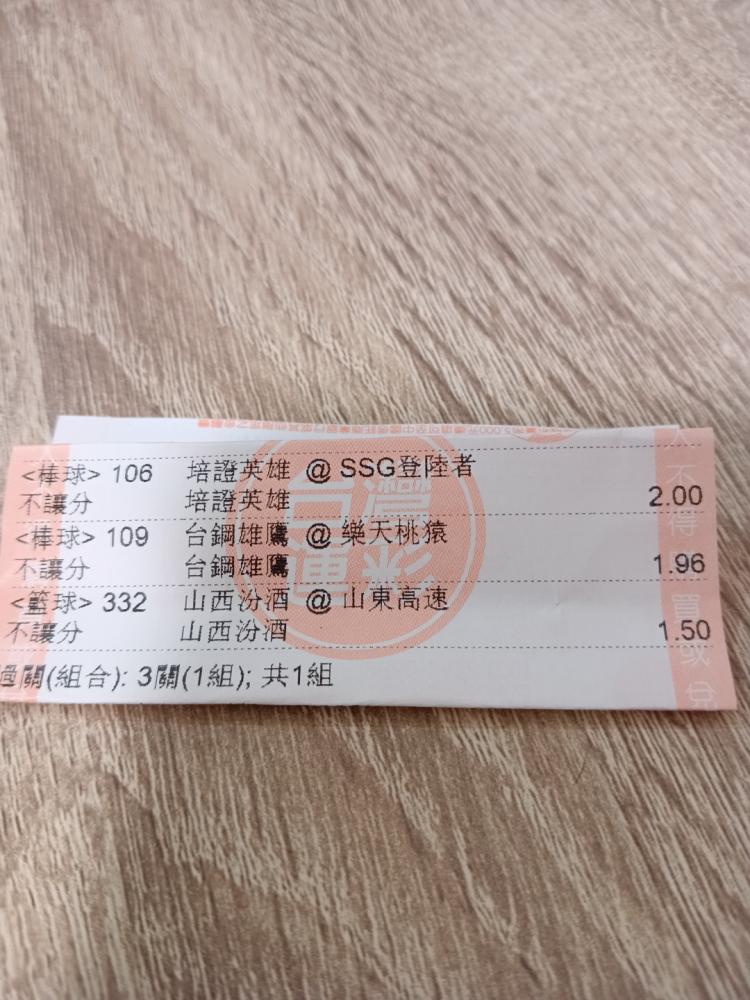 <棒球> 106 培證英雄 @ SSG登陸者
不讓分 培證英雄 2.00
<棒球> 109 台鋼雄鷹 @ 樂天桃猿
不讓分 台鋼雄鷹 1.96
<籃球> 332 山西汾酒 @ 山東高速
不讓分 山西汾酒 1.50
過關(組合): 3關(1組); 共1組
台灣
運彩